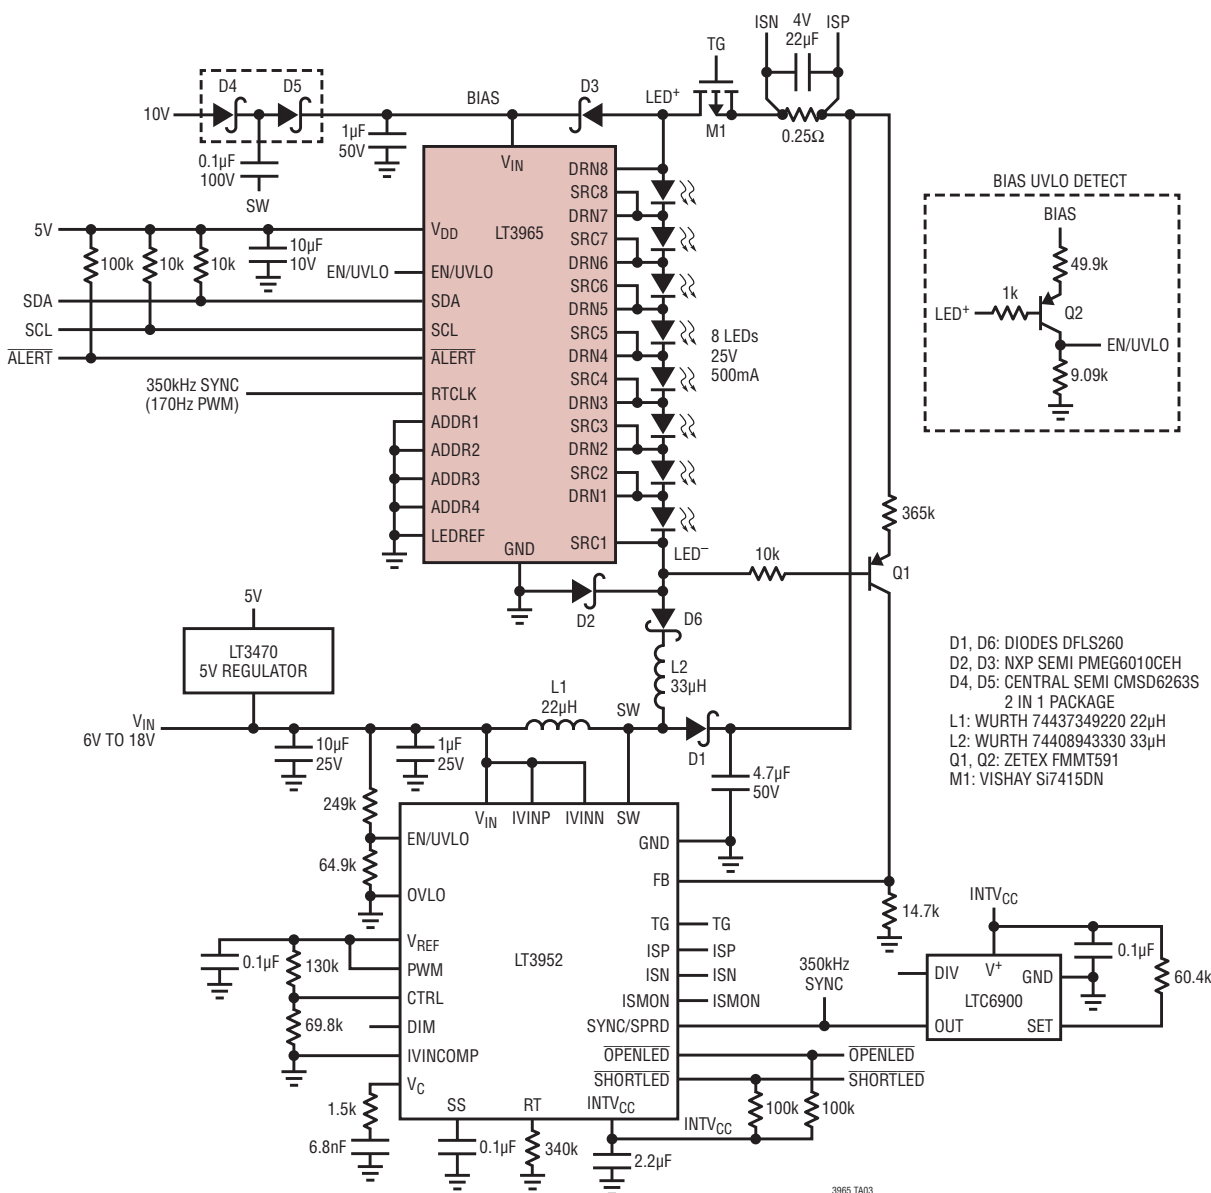 ISN
4V
22µF
ISP
TG
D4
D5
10V
BIAS
D3
LED+
M1
0.25Ω
1µF
50V
0.1µF
100V
SW
VIN
LT3965
DRN8
SRC8
DRN7
SRC7
DRN6
SRC6
DRN5
SRC5
DRN4
SRC4
DRN3
SRC3
DRN2
SRC2
DRN1
SRC1
8 LEDs
25V
500mA
BIAS UVLO DETECT
BIAS
49.9k
1k
LED+
Q2
EN/UVLO
9.09k
5V
VDD
100k
10k
10k
10µF
10V
EN/UVLO
EN/UVLO
SDA
SDA
SCL
SCL
ALERT
ALERT
350kHz SYNC
(170Hz PWM)
RTCLK
ADDR1
ADDR2
ADDR3
ADDR4
LEDREF
GND
LED–
365k
10k
Q1
D2
D6
5V
LT3470
5V REGULATOR
L2
33µH
L1
22µH
SW
D1
VIN
6V TO 18V
10µF
25V
1µF
25V
4.7µF
50V
D1, D6: DIODES DFLS260
D2, D3: NXP SEMI PMEG6010CEH
D4, D5: CENTRAL SEMI CMSD6263S
2 IN 1 PACKAGE
L1: WURTH 74437349220 22µH
L2: WURTH 74408943330 33µH
Q1, Q2: ZETEX FMMT591
M1: VISHAY Si7415DN
249k
64.9k
VIN
IVINP
IVINN
SW
EN/UVLO
GND
OVLO
FB
14.7k
VREF
0.1µF
130k
PWM
CTRL
69.8k
DIM
IVINCOMP
LT3952
TG
TG
ISP
ISP
ISN
ISN
ISMON
ISMON
SYNC/SPRD
350kHz
SYNC
OPENLED
OPENLED
SHORTLED
SHORTLED
INTVCC
DIV
V+
GND
LTC6900
OUT
SET
0.1µF
60.4k
VC
1.5k
6.8nF
SS
0.1µF
RT
340k
INTVCC
INTVCC
2.2µF
100k
100k
3965 TA03